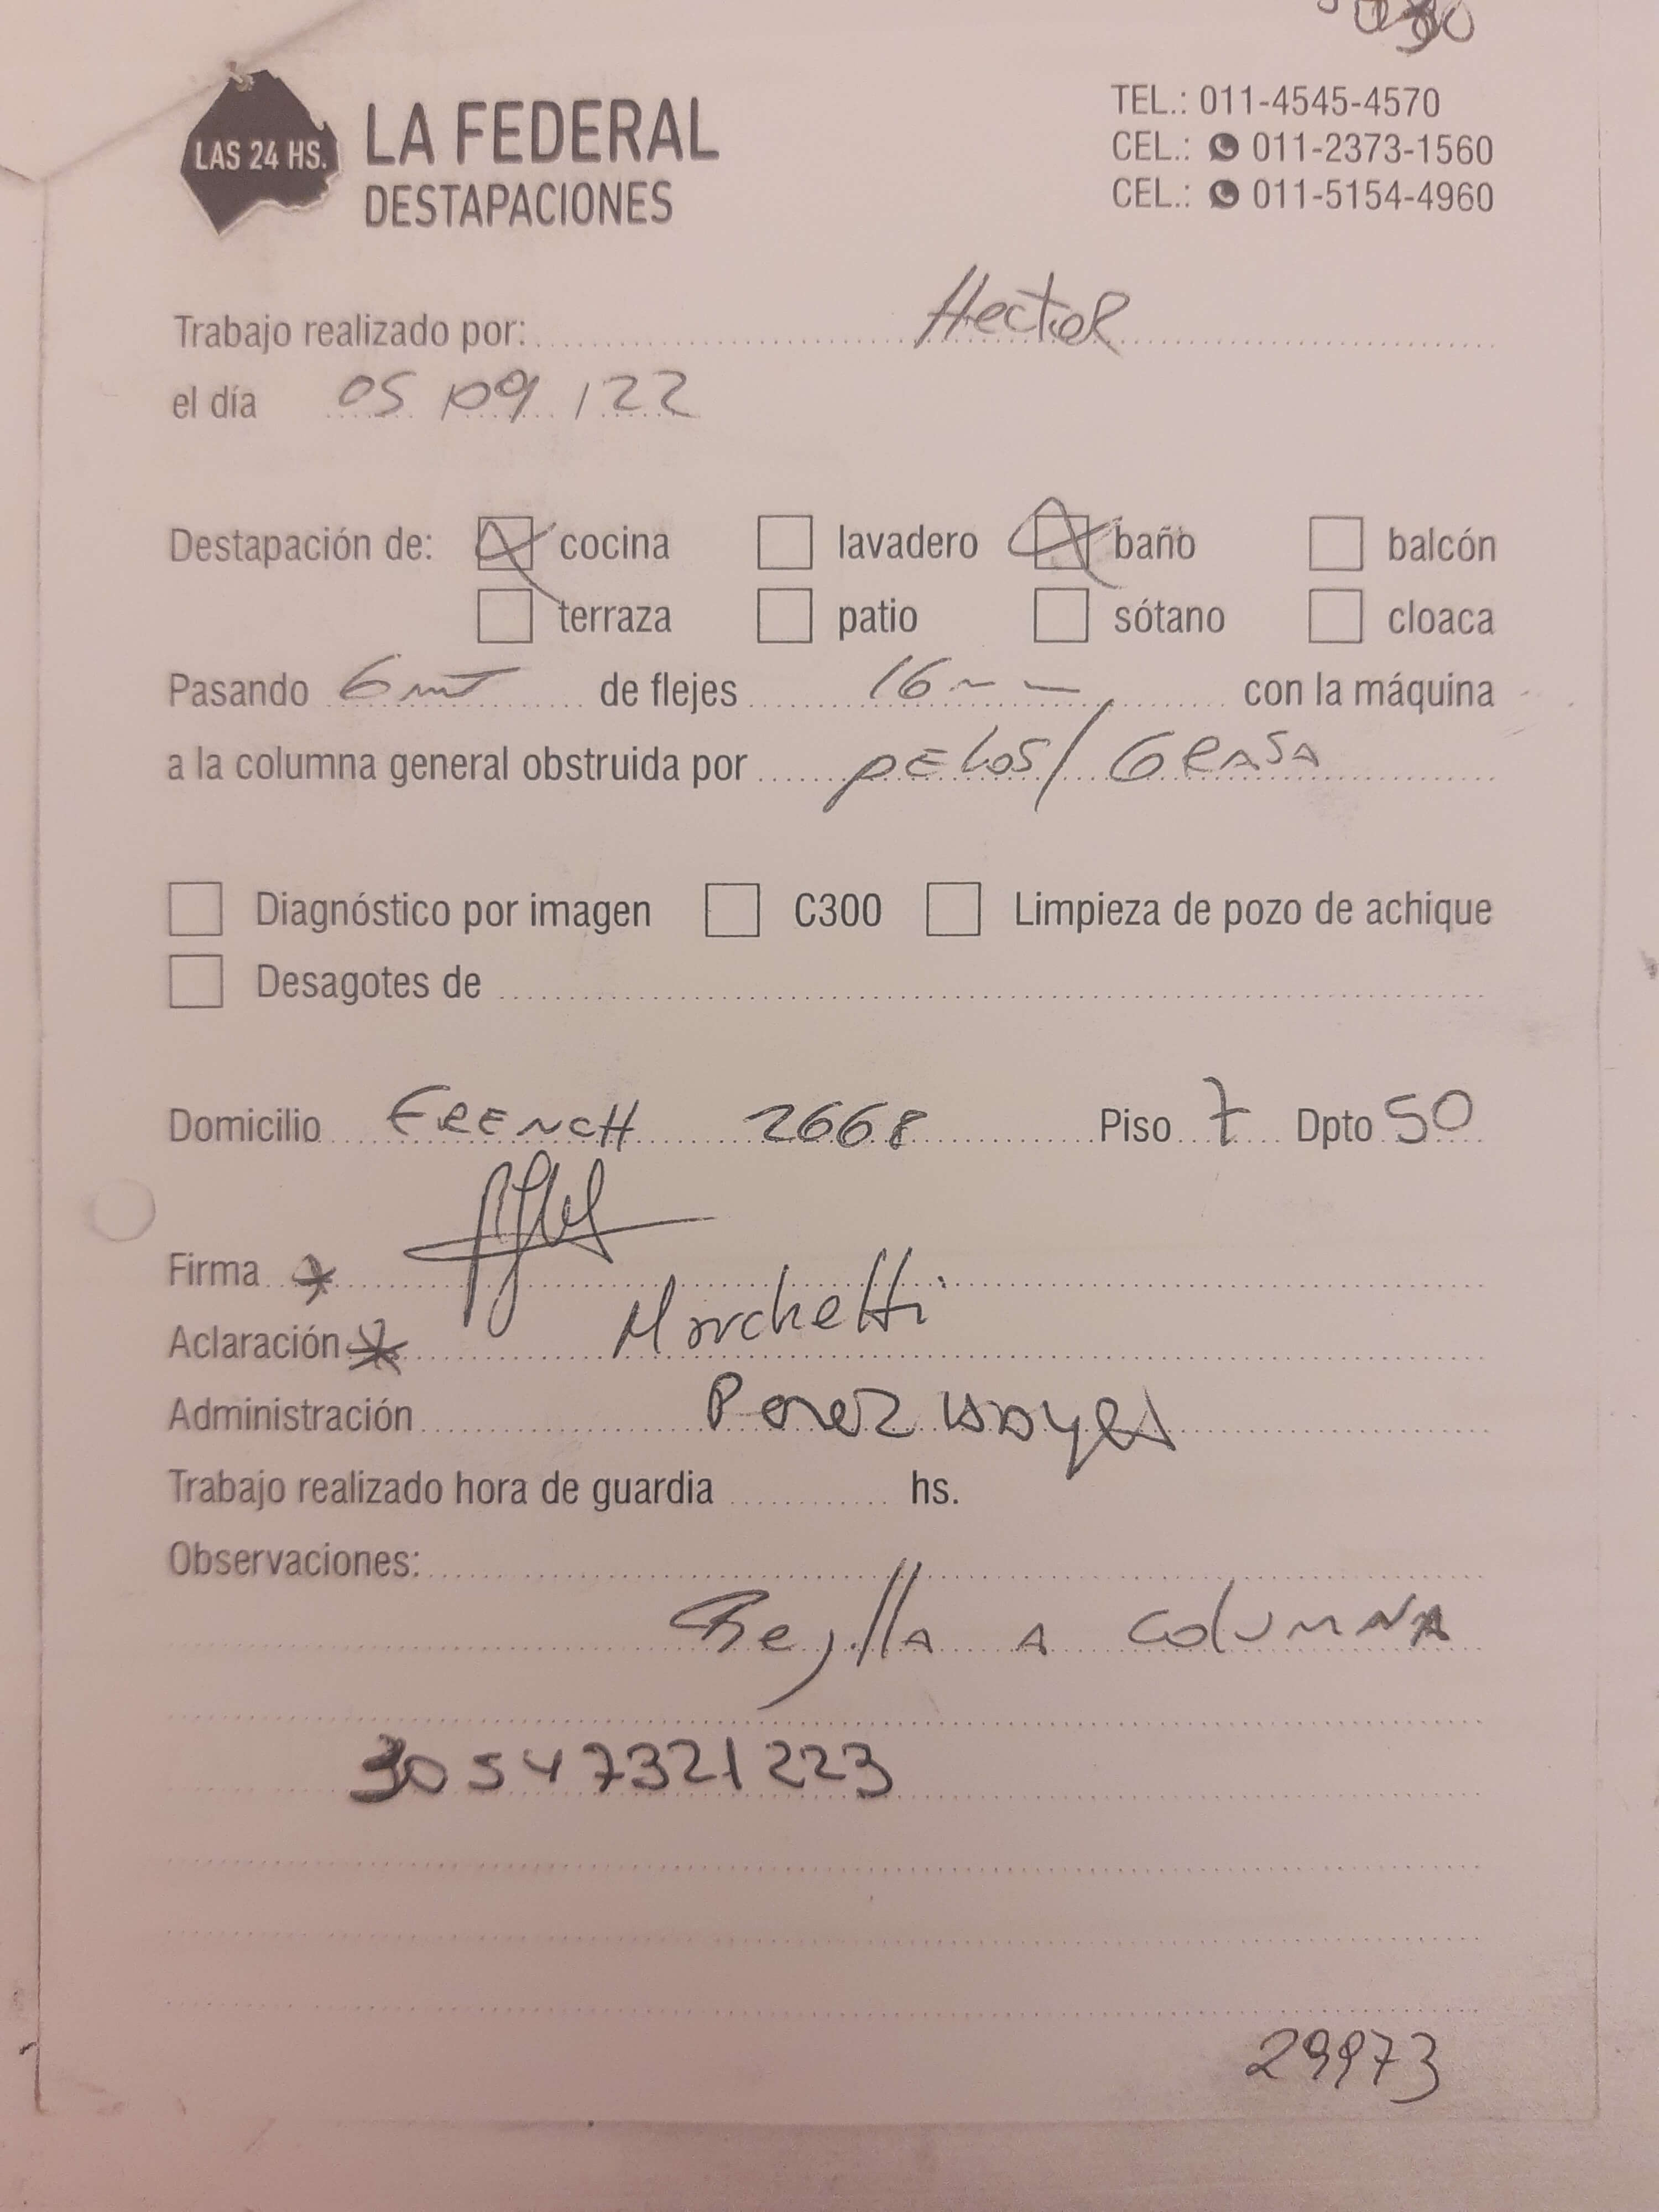 LAS 24 HS.
LA FEDERAL
DESTAPACIONES
TEL.: 011-4545-4570
CEL.: 011-2373-1560
CEL.: 011-5154-4960
Trabajo realizado por: Hector
el día 05/09/22
Destapación de: cocina lavadero baño balcón
terraza patio sótano cloaca
Pasando 6 mt de flejes 16 con la máquina
a la columna general obstruida por PELOS/GRASA
Diagnóstico por imagen C300 Limpieza de pozo de achique
Desagotes de
Domicilio FRENCH 2668 Piso 7 Dpto 50
Firma
Aclaración Marchetti
Administración Perez
Trabajo realizado hora de guardia hs.
Observaciones:
Rejilla A ColUMNA
30547321223
29973